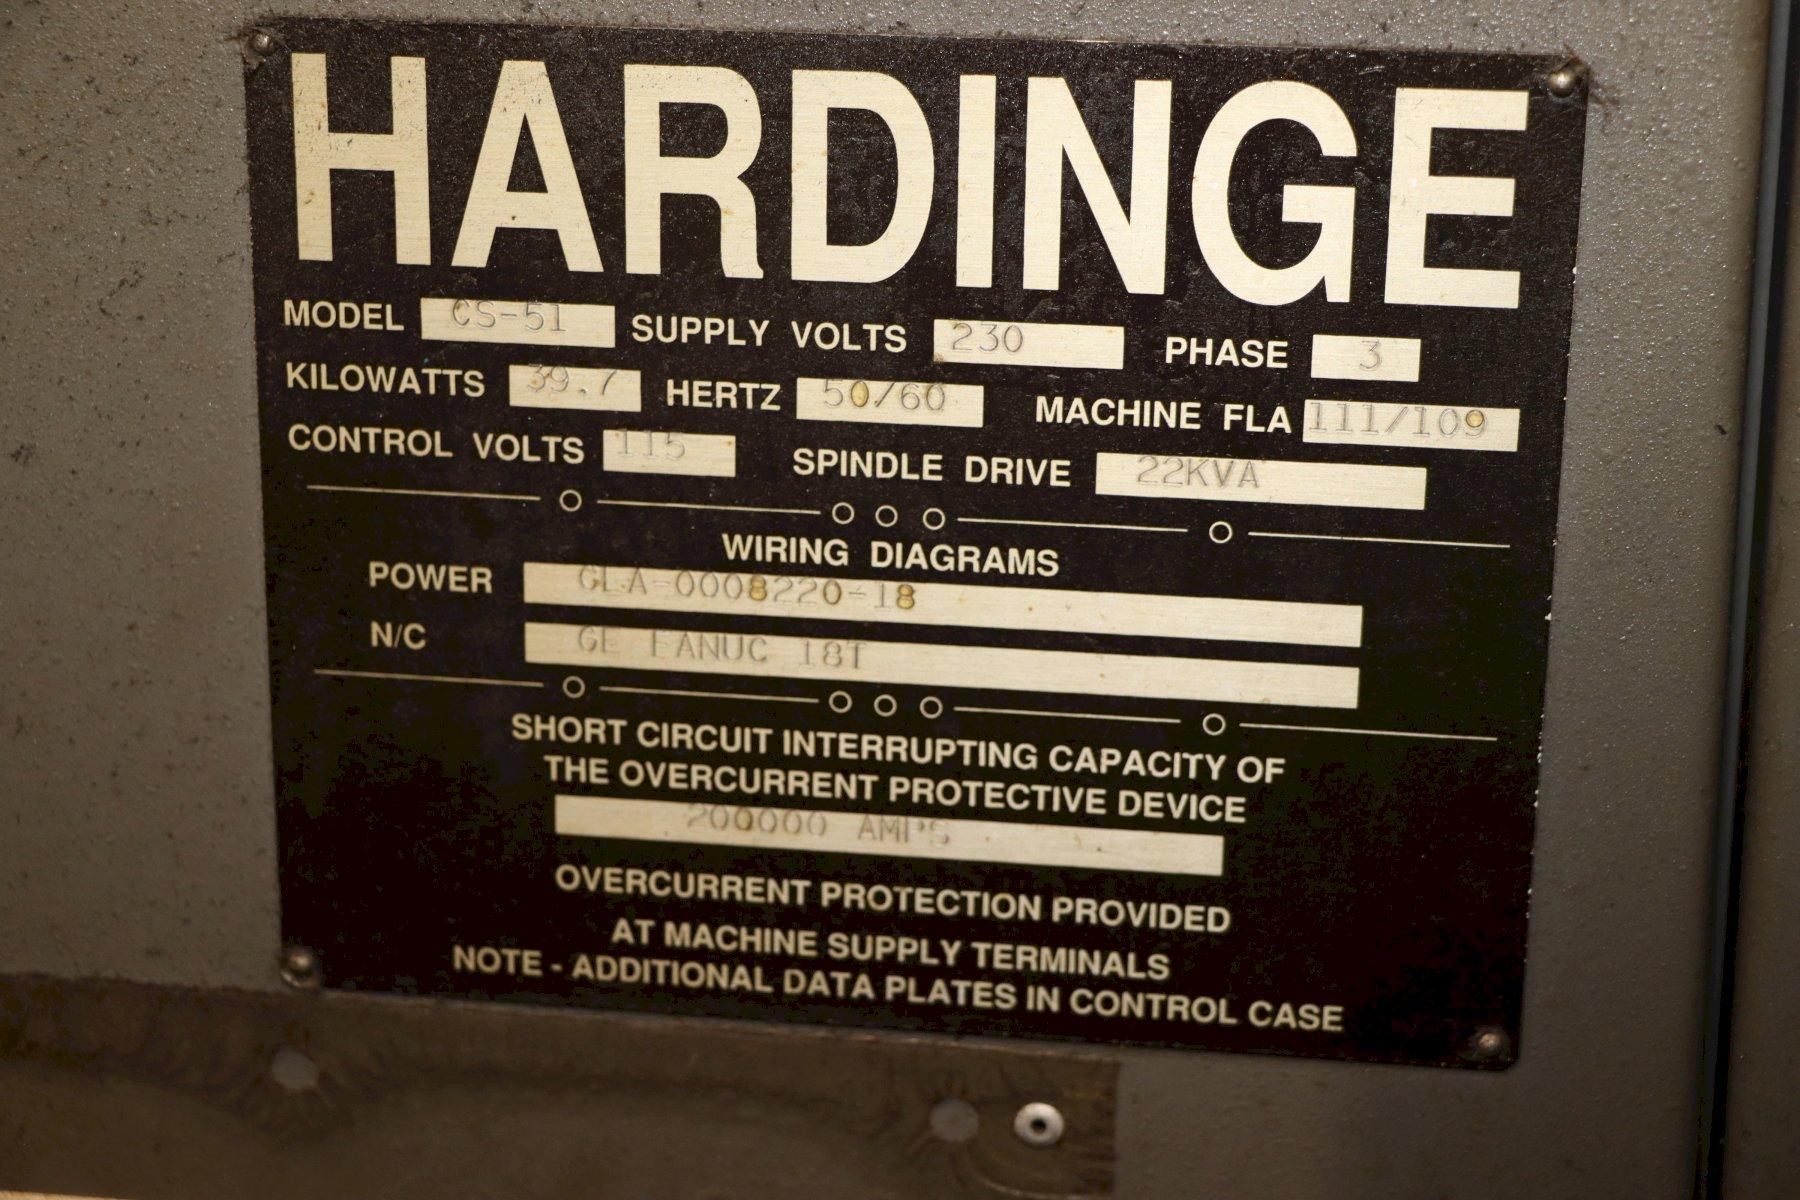 HARDINGE
MODEL CS-51 SUPPLY VOLTS 230 PHASE 3
KILOWATTS 39.7 HERTZ 50/60 MACHINE FLA 111/109
CONTROL VOLTS 115 SPINDLE DRIVE 22KVA
WIRING DIAGRAMS
POWER GLA-0008220-18
N/C GE FANUC 18T
SHORT CIRCUIT INTERRUPTING CAPACITY OF
THE OVERCURRENT PROTECTIVE DEVICE
200000 AMPS
OVERCURRENT PROTECTION PROVIDED
AT MACHINE SUPPLY TERMINALS
NOTE - ADDITIONAL DATA PLATES IN CONTROL CASE